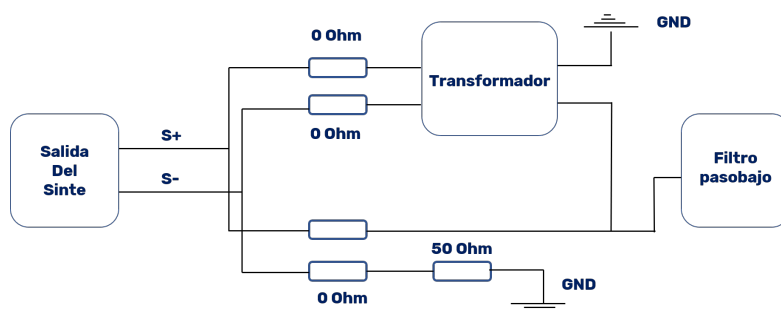 0 Ohm
GND
Transformador
0 Ohm
S+
Salida
Del
Sinte
S-
Filtro
pasobajo
50 Ohm
0 Ohm
GND